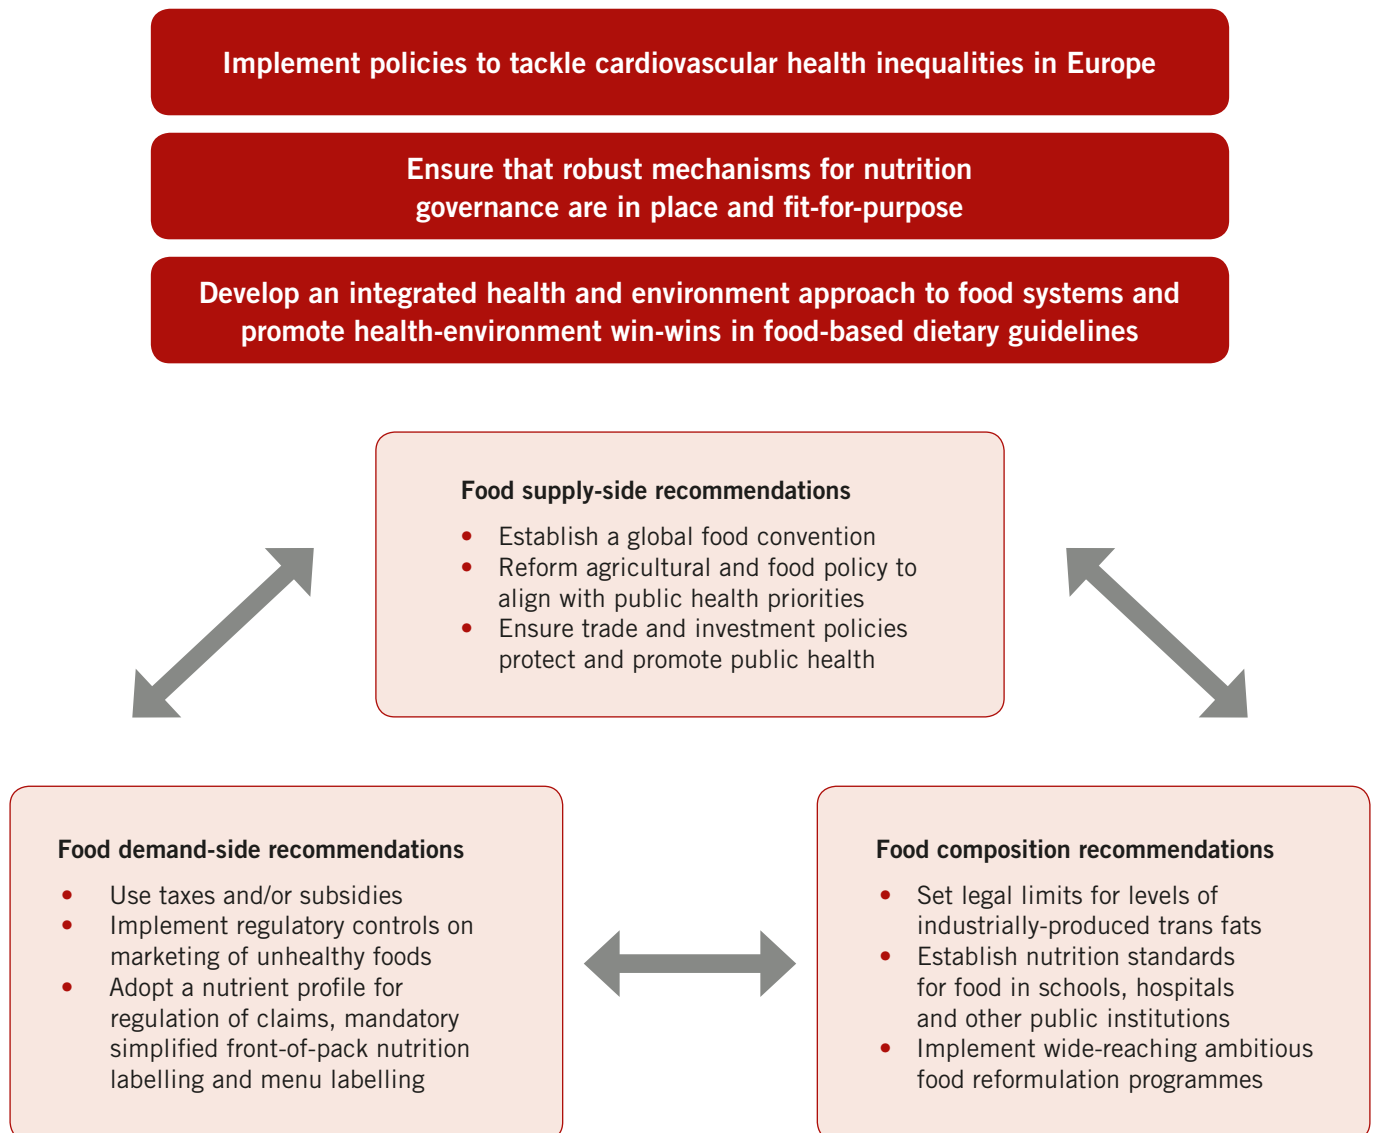 Implement policies to tackle cardiovascular health inequalities in Europe
Ensure that robust mechanisms for nutrition
governance are in place and fit-for-purpose
Develop an integrated health and environment approach to food systems and
promote health-environment win-wins in food-based dietary guidelines
Food supply-side recommendations
• Establish a global food convention
• Reform agricultural and food policy to
align with public health priorities
• Ensure trade and investment policies
protect and promote public health
Food demand-side recommendations
• Use taxes and/or subsidies
• Implement regulatory controls on
marketing of unhealthy foods
• Adopt a nutrient profile for
regulation of claims, mandatory
simplified front-of-pack nutrition
labelling and menu labelling
Food composition recommendations
• Set legal limits for levels of
industrially-produced trans fats
• Establish nutrition standards
for food in schools, hospitals
and other public institutions
• Implement wide-reaching ambitious
food reformulation programmes